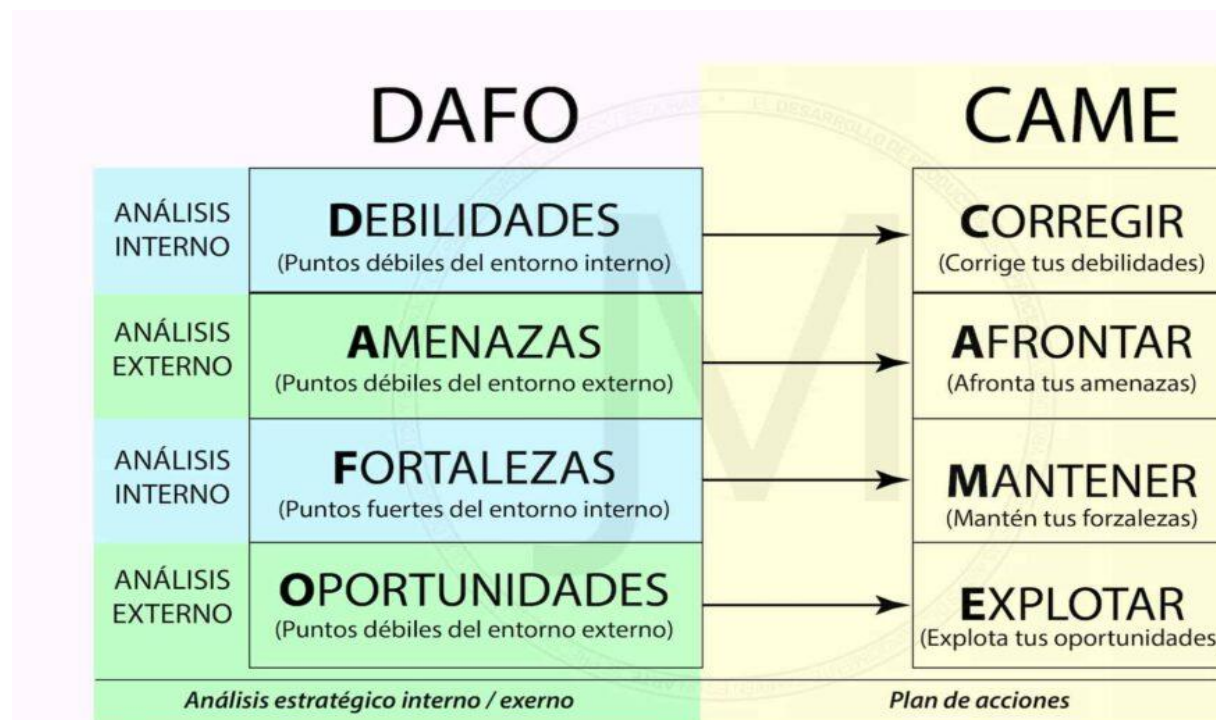 DAFO
CAME
ANÁLISIS
INTERNO
DEBILIDADES
(Puntos débiles del entorno interno)
CORREGIR
(Corrige tus debilidades)
ANÁLISIS
EXTERNO
AMENAZAS
(Puntos débiles del entorno externo)
AFRONTAR
(Afronta tus amenazas)
ANÁLISIS
INTERNO
FORTALEZAS
(Puntos fuertes del entorno interno)
MANTENER
(Mantén tus forzalezas)
ANÁLISIS
EXTERNO
OPORTUNIDADES
(Puntos débiles del entorno externo)
EXPLOTAR
(Explota tus oportunidades
Análisis estratégico interno / exerno
Plan de acciones
JM